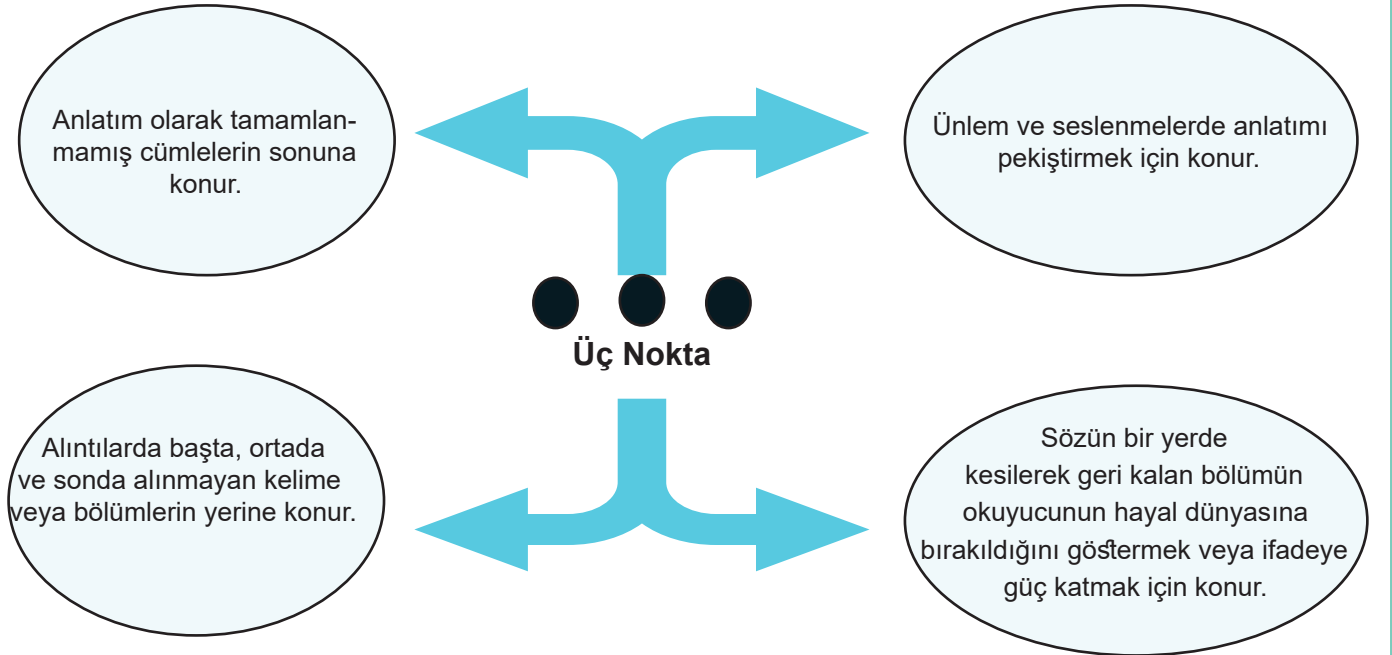 Anlatım olarak tamamlan-
mamış cümlelerin sonuna
konur.
Ünlem ve seslenmelerde anlatımı
pekiştirmek için konur.
Üç Nokta
Alıntılarda başta, ortada
ve sonda alınmayan kelime
veya bölümlerin yerine konur.
Sözün bir yerde
kesilerek geri kalan bölümün
okuyucunun hayal dünyasına
bırakıldığını göstermek veya ifadeye
güç katmak için konur.